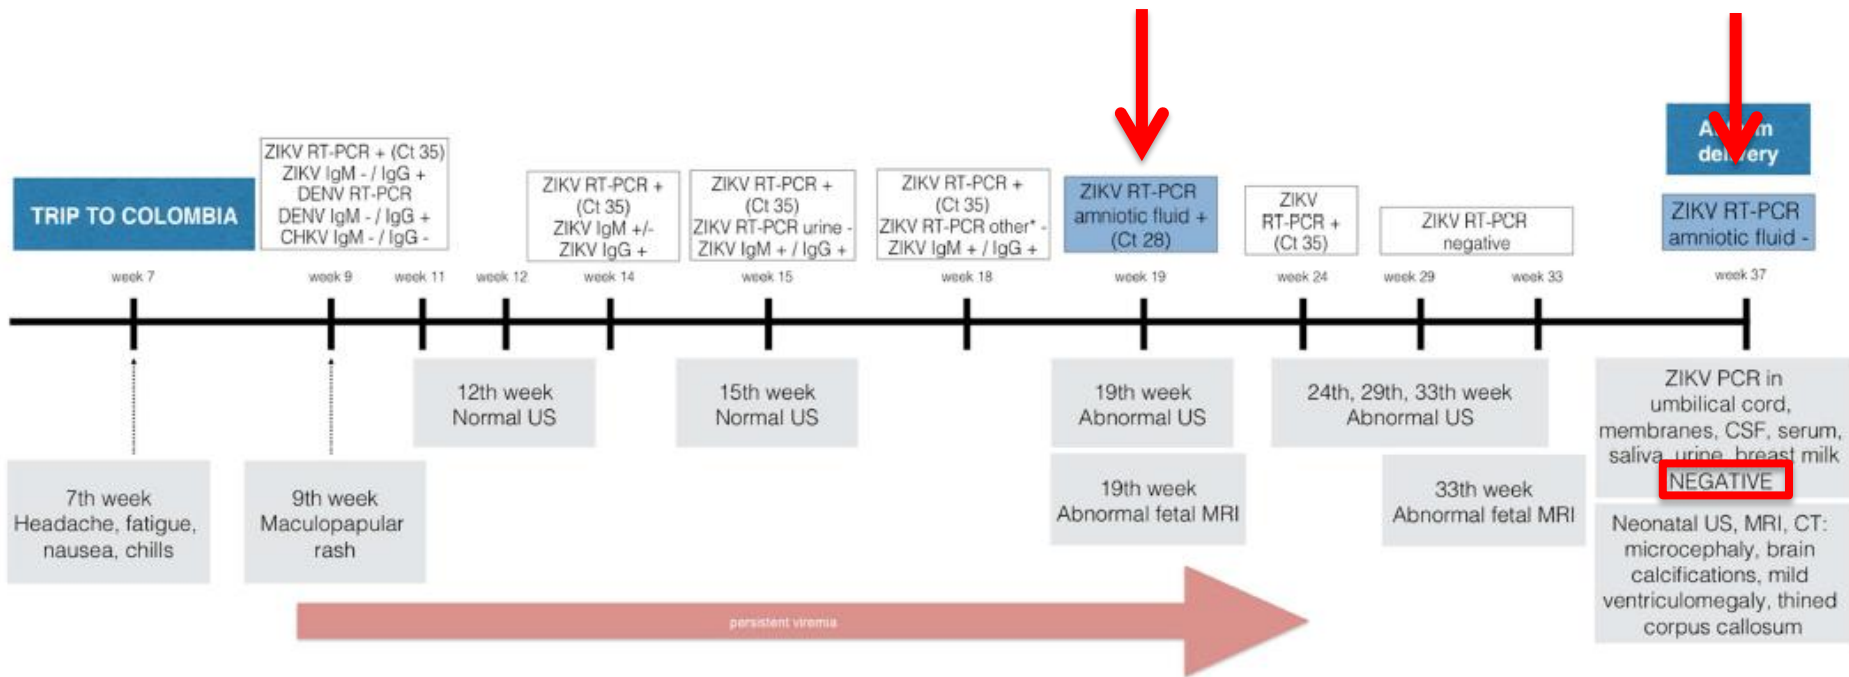 TRIP TO COLOMBIA
ZIKV RT-PCR + (Ct 35)
ZIKV IgM - / IgG +
DENV RT-PCR
DENV IgM - / IgG +
CHKV IgM - / IgG -
ZIKV RT-PCR +
(Ct 35)
ZIKV IgM +/-
ZIKV IgG +
ZIKV RT-PCR +
(Ct 35)
ZIKV RT-PCR urine -
ZIKV IgM + / IgG +
ZIKV RT-PCR +
(Ct 35)
ZIKV RT-PCR other* -
ZIKV IgM + / IgG +
ZIKV RT-PCR
amniotic fluid +
(Ct 28)
ZIKV
RT-PCR +
(Ct 35)
ZIKV RT-PCR
negative
delivery
ZIKV RT-PCR
amniotic fluid -
week 7
week 9
week 11
week 12
week 14
week 15
week 18
week 19
week 24
week 29
week 33
week 37
7th week
Headache, fatigue,
nausea, chills
9th week
Maculopapular
rash
12th week
Normal US
15th week
Normal US
19th week
Abnormal US
19th week
Abnormal fetal MRI
24th, 29th, 33th week
Abnormal US
33th week
Abnormal fetal MRI
ZIKV PCR in
umbilical cord,
membranes, CSF, serum,
saliva, urine, breast milk
NEGATIVE
Neonatal US, MRI, CT:
microcephaly, brain
calcifications, mild
ventriculomegaly, thined
corpus callosum
persistent viremia